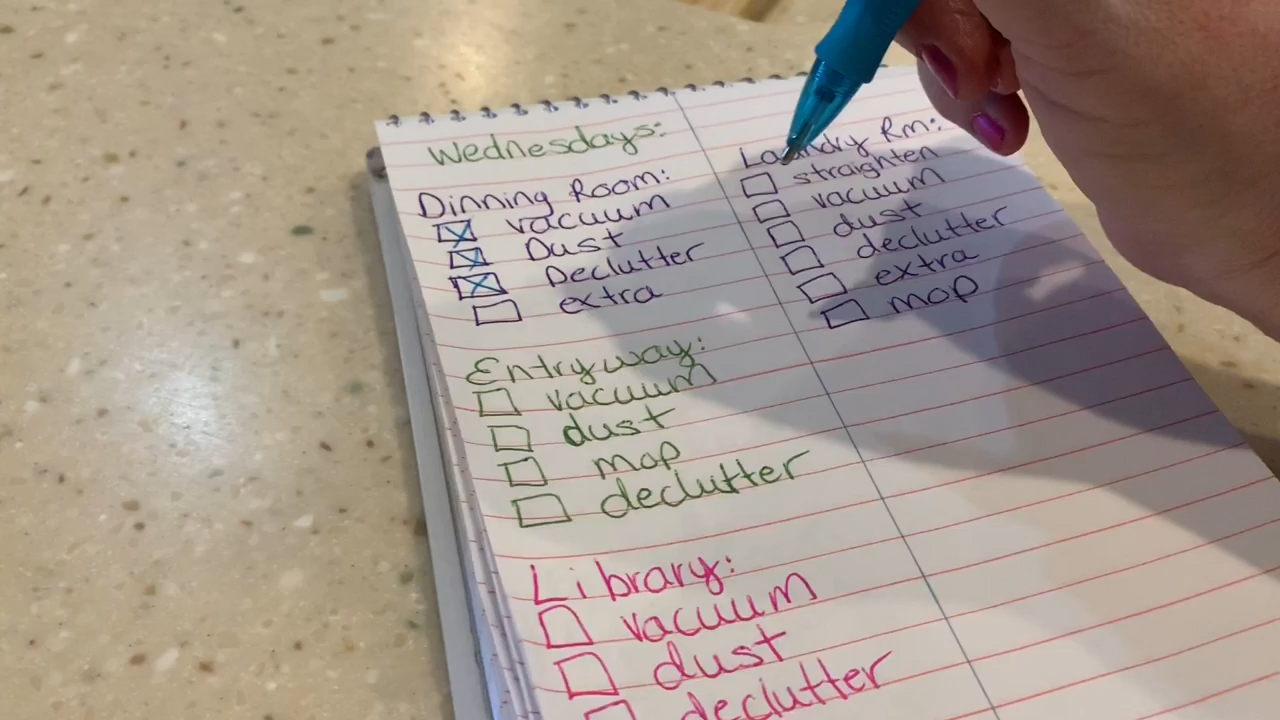 Wednesdays:
Dinning Room:
vacuum
Dust
Declutter
extra
Entryway:
vacuum
dust
mop
declutter
Library:
vacuum
dust
declutter
Laundry Rm:
straighten
vacuum
dust
declutter
extra
mop